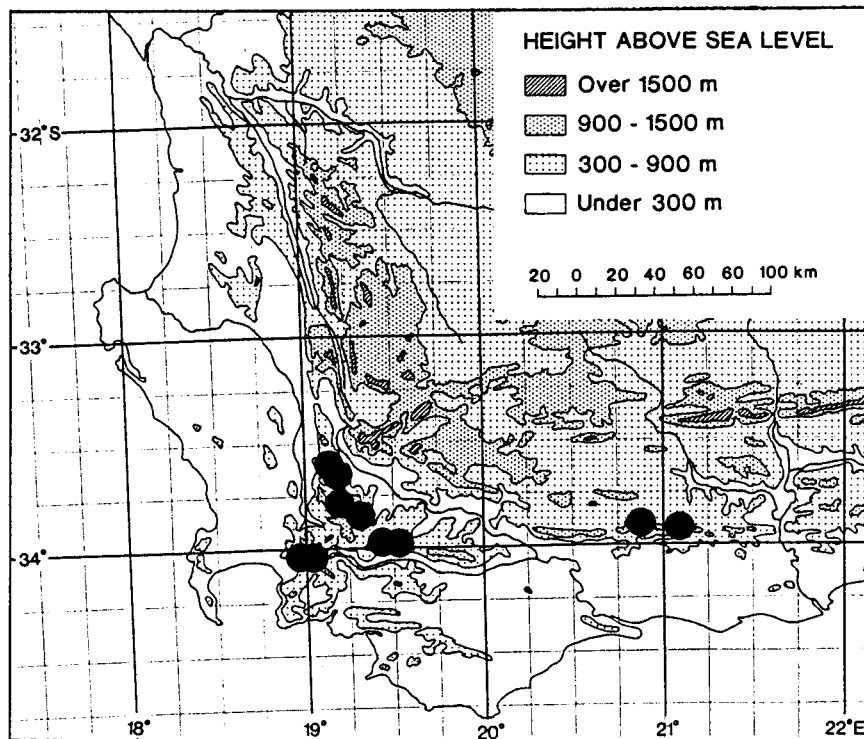 HEIGHT ABOVE SEA LEVEL
Over 1500 m
900 - 1500 m
300 - 900 m
Under 300 m
20 0 20 40 60 100 km
32°S
33°
34°
18° 19° 20° 21° 22°E